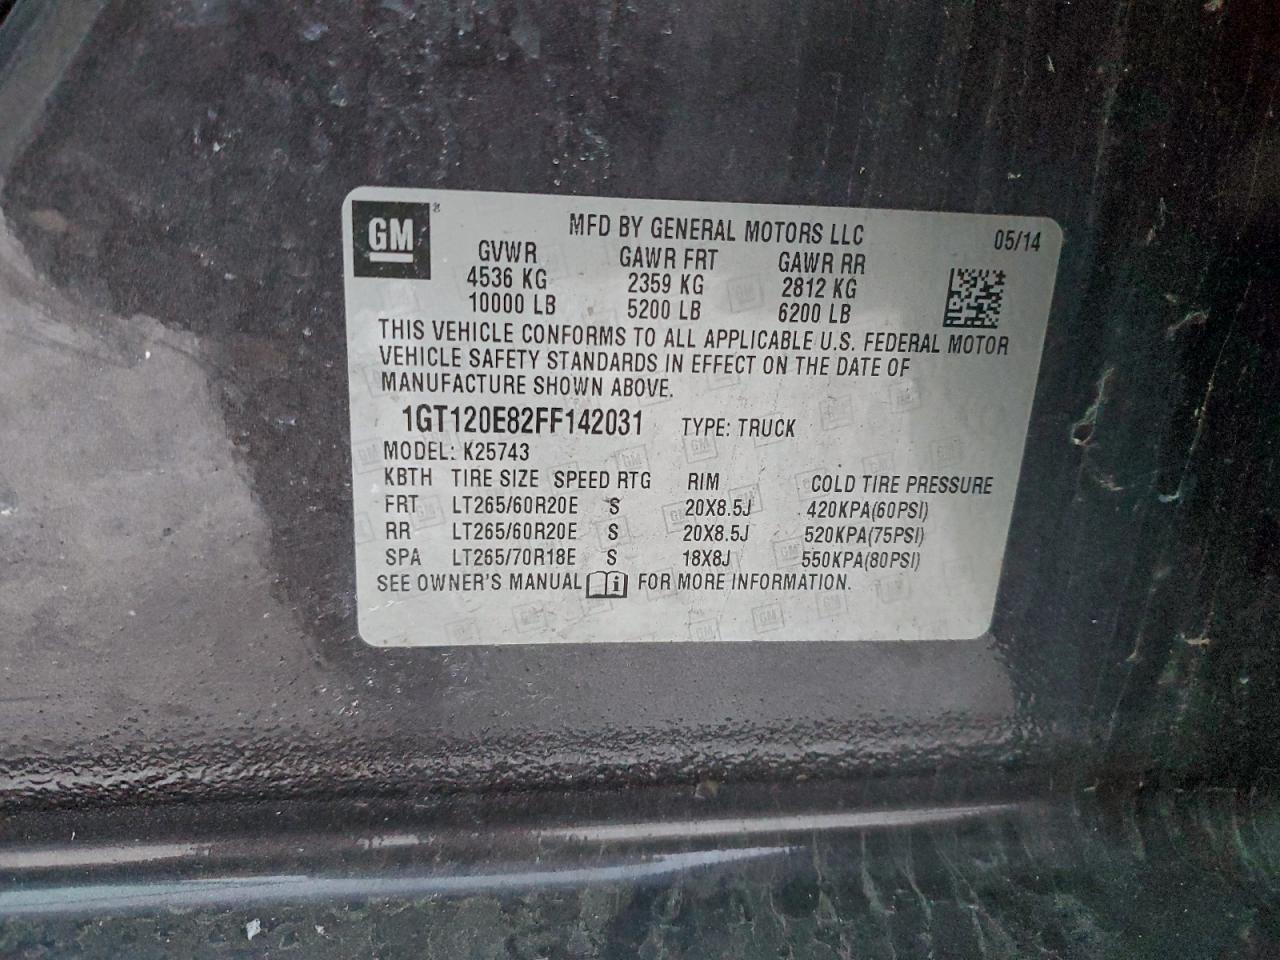 GM
MFD BY GENERAL MOTORS LLC 05/14
GVWR GAWR FRT GAWR RR
4536 KG 2359 KG 2812 KG
10000 LB 5200 LB 6200 LB
THIS VEHICLE CONFORMS TO ALL APPLICABLE U.S. FEDERAL MOTOR
VEHICLE SAFETY STANDARDS IN EFFECT ON THE DATE OF
MANUFACTURE SHOWN ABOVE.
1GT120E82FF142031 TYPE: TRUCK
MODEL: K25743
KBTH TIRE SIZE SPEED RTG RIM COLD TIRE PRESSURE
FRT LT265/60R20E S 20X8.5J 420KPA(60PSI)
RR LT265/60R20E S 20X8.5J 520KPA(75PSI)
SPA LT265/70R18E S 18X8J 550KPA(80PSI)
SEE OWNER'S MANUAL i FOR MORE INFORMATION.